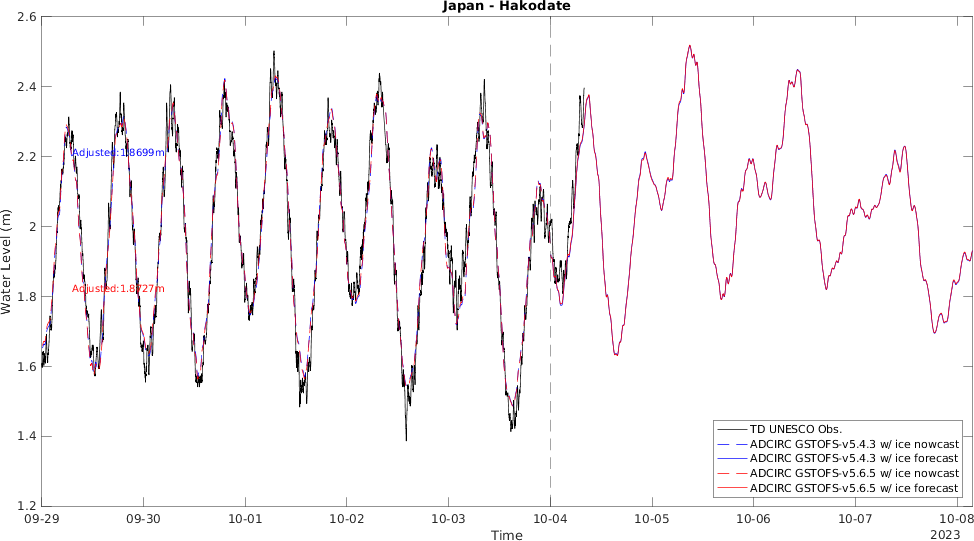 Japan - Hakodate
2.6
2.4
2.2
2
1.8
1.6
1.4
1.2
Water Level (m)
Adjusted:1.8699m
Adjusted:1.8727m
TD UNESCO Obs.
ADCIRC GSTOFS-v5.4.3 w/ ice nowcast
ADCIRC GSTOFS-v5.4.3 w/ ice forecast
ADCIRC GSTOFS-v5.6.5 w/ ice nowcast
ADCIRC GSTOFS-v5.6.5 w/ ice forecast
09-29 09-30 10-01 10-02 10-03 10-04 10-05 10-06 10-07 10-08
2023
Time